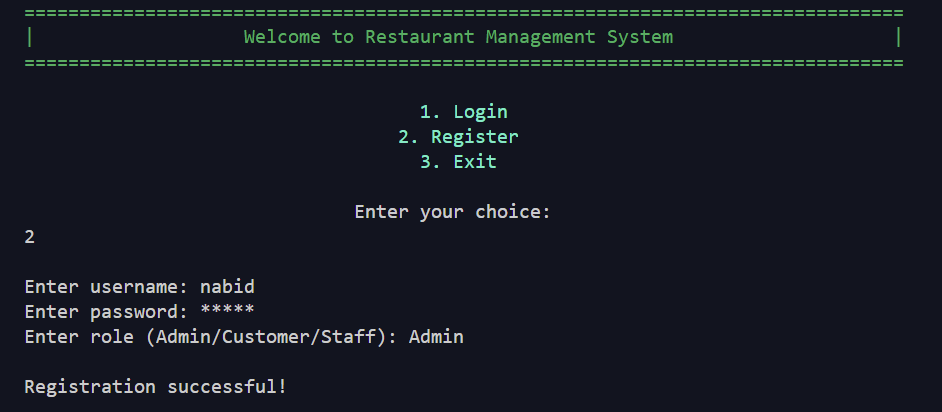 ================================================================================
| Welcome to Restaurant Management System |
================================================================================
1. Login
2. Register
3. Exit
Enter your choice:
2
Enter username: nabid
Enter password: *****
Enter role (Admin/Customer/Staff): Admin
Registration successful!